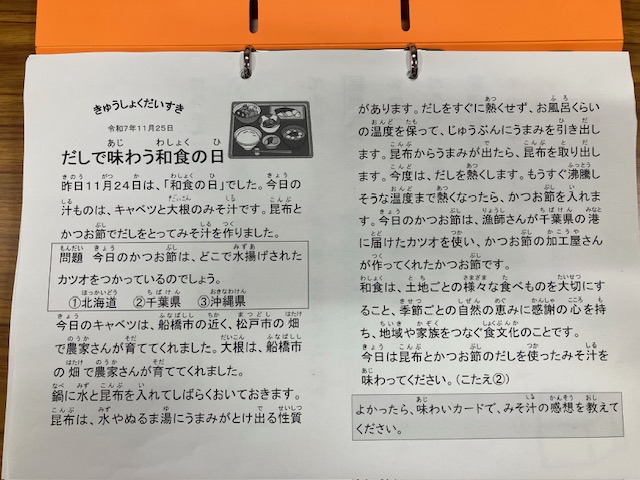 きゅうしょくだいすき
令和7年11月25日
だしで味わう和食の日
昨日11月24日は、「和食の日」でした。今日の
汁ものは、キャベツと大根のみそ汁です。昆布と
かつお節でだしをとってみそ汁を作りました。
問題 今日のかつお節は、どこで水揚げされた
カツオをつかっているのでしょう。
①北海道 ②千葉県 ③沖縄県
今日のキャベツは、船橋市の近く、松戸市の畑
で農家さんが育ててくれました。大根は、船橋市
の畑で農家さんが育ててくれました。
鍋に水と昆布を入れてしばらくおいておきます。
昆布は、水やぬるま湯にうまみがとけ出る性質
があります。だしをすぐに熱くせず、お風呂くらい
の温度を保って、じゅうぶんにうまみを引き出し
ます。昆布からうまみが出たら、昆布を取り出し
ます。今度は、だしを熱くします。もうすぐ沸騰し
そうな温度まで熱くなったら、かつお節を入れま
す。今日のかつお節は、漁師さんが千葉県の港
に届けたカツオを使い、かつお節の加工屋さん
が作ってくれたかつお節です。
和食は、土地ごとの様々な食べものを大切にす
ること、季節ごとの自然の恵みに感謝の心を持
ち、地域や家族をつなぐ食文化のことです。
今日は昆布とかつお節のだしを使ったみそ汁を
味わってください。(こたえ②)
よかったら、味わいカードで、みそ汁の感想を教えて
ください。